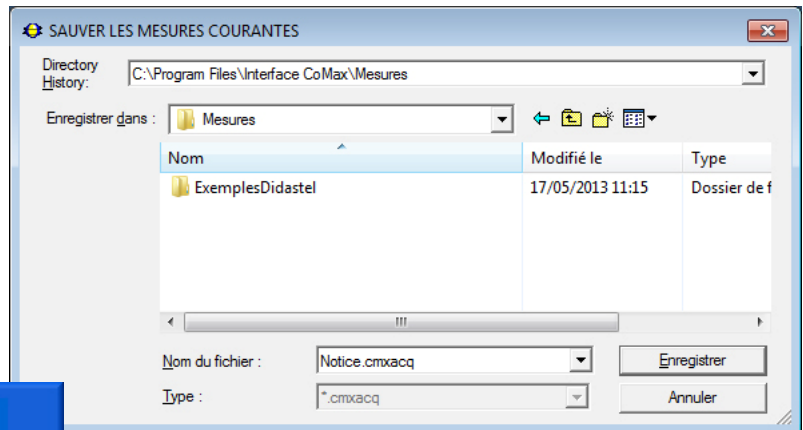 SAUVER LES MESURES COURANTES
Directory History: C:\Program Files\Interface CoMax\Mesures
Enregistrer dans : Mesures
Nom Modifié le Type
ExemplesDidastel 17/05/2013 11:15 Dossier de f
Nom du fichier : Notice.cmxacq Enregistrer
Type : *.cmxacq Annuler